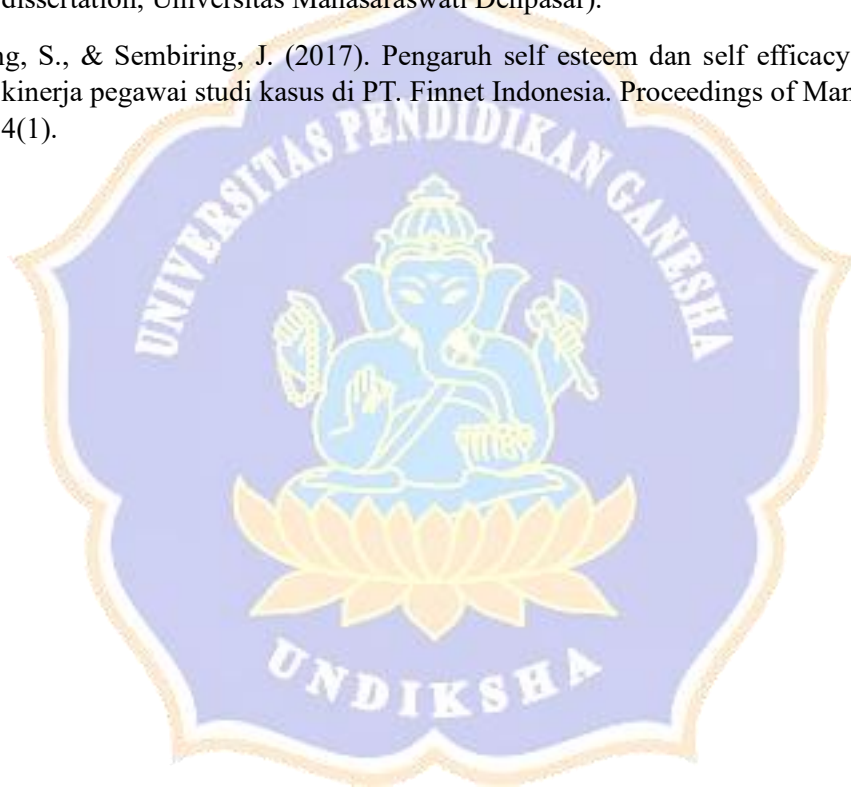 dissertation, Universitas Mahasaraswati Denpasar).
ng, S., & Sembiring, J. (2017). Pengaruh self esteem dan self efficacy
kinerja pegawai studi kasus di PT. Finnet Indonesia. Proceedings of Man
4(1).
UNIVERSITAS PENDIDIKAN GANESHA
UNDIKSHA